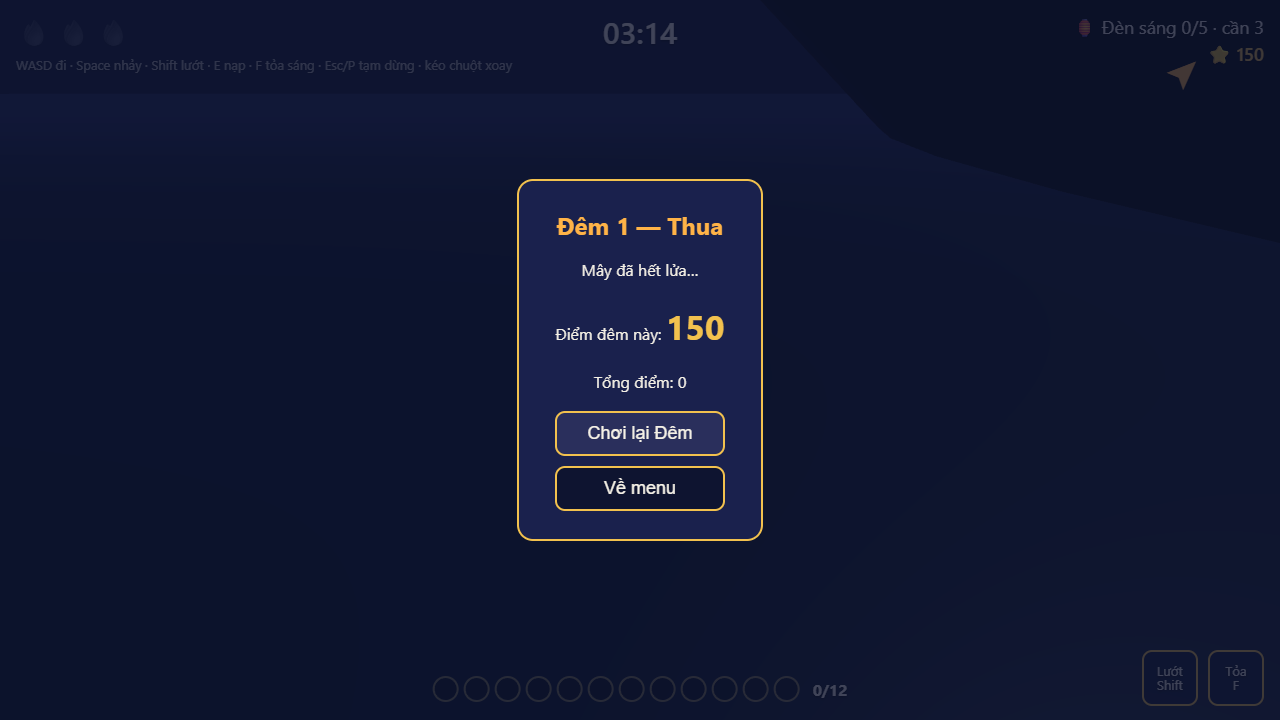 03:14
Đèn sáng 0/5 · cần 3
WASD đi · Space nhảy · Shift lướt · E nạp · F tỏa sáng · Esc/P tạm dừng · kéo chuột xoay
150
Đêm 1 — Thua
Mây đã hết lửa...
Điểm đêm này: 150
Tổng điểm: 0
Chơi lại Đêm
Về menu
Lướt
Shift
Tỏa
F
0/12